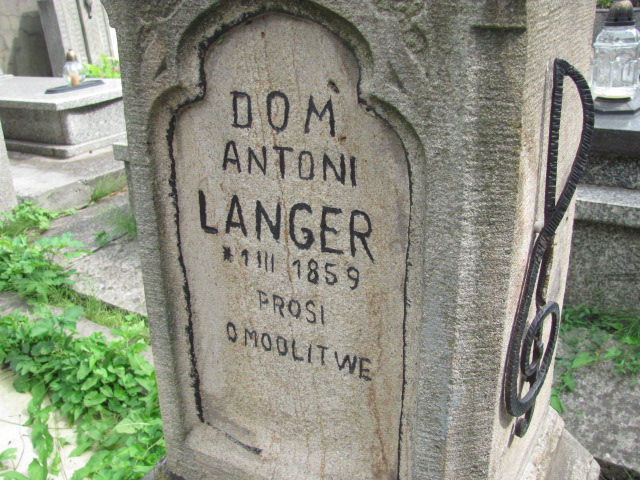 DOM
ANTONI
LANGER
* 1 III 1859
PROSI
O MODLITWE